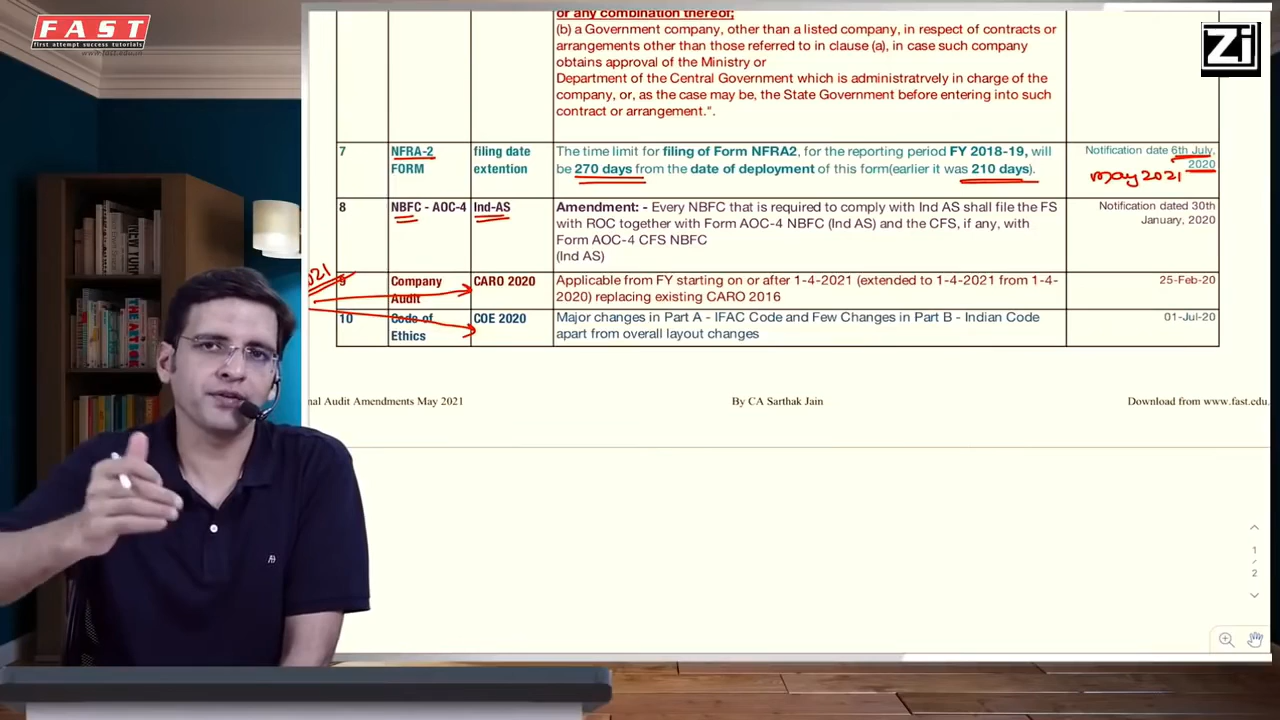 FAST
first attempt success tutorials
www.fast.edu.in
Zi
or any combination thereof;
(b) a Government company, other than a listed company, in respect of contracts or
arrangements other than those referred to in clause (a), in case such company
obtains approval of the Ministry or
Department of the Central Government which is administratrvely in charge of the
company, or, as the case may be, the State Government before entering into such
contract or arrangement.".
7
NFRA-2
FORM
filing date
extention
The time limit for filing of Form NFRA2, for the reporting period FY 2018-19, will
be 270 days from the date of deployment of this form(earlier it was 210 days).
Notification date 6th July,
2020
may 2021
8
NBFC - AOC-4
Ind-AS
Amendment: - Every NBFC that is required to comply with Ind AS shall file the FS
with ROC together with Form AOC-4 NBFC (Ind AS) and the CFS, if any, with
Form AOC-4 CFS NBFC
(Ind AS)
Notification dated 30th
January, 2020
021
9
Company
Audit
CARO 2020
Applicable from FY starting on or after 1-4-2021 (extended to 1-4-2021 from 1-4-
2020) replacing existing CARO 2016
25-Feb-20
10
Code of
Ethics
COE 2020
Major changes in Part A - IFAC Code and Few Changes in Part B - Indian Code
apart from overall layout changes
01-Jul-20
nal Audit Amendments May 2021
By CA Sarthak Jain
Download from www.fast.edu.
1
/
2